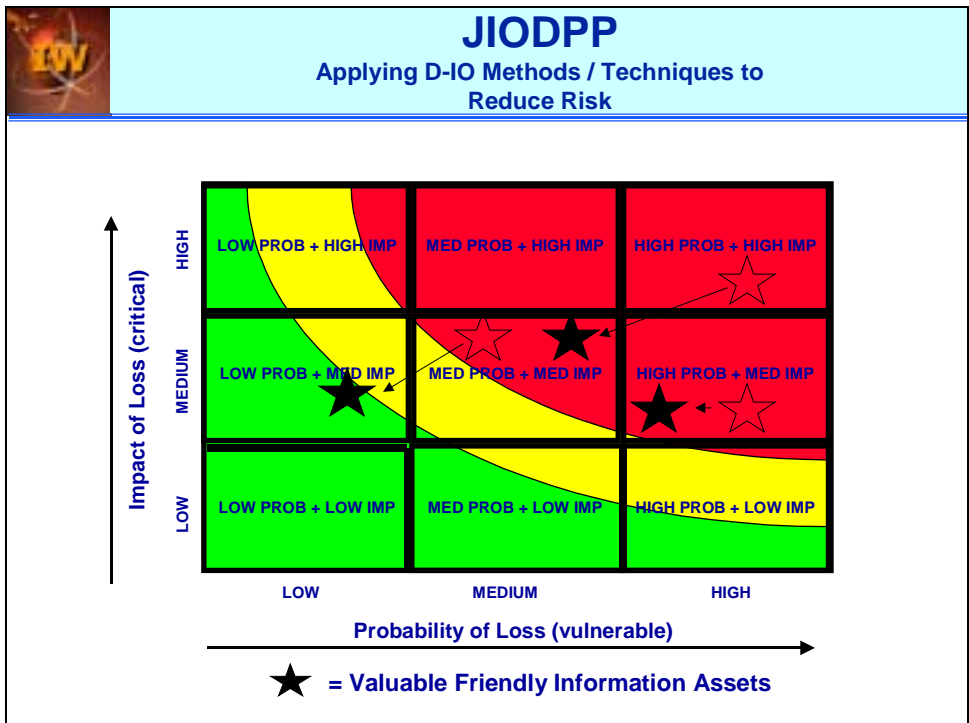 IW
JIODPP
Applying D-IO Methods / Techniques to
Reduce Risk
Impact of Loss (critical)
HIGH
LOW PROB + HIGH IMP
MED PROB + HIGH IMP
HIGH PROB + HIGH IMP
MEDIUM
LOW PROB + MED IMP
MED PROB + MED IMP
HIGH PROB + MED IMP
LOW
LOW PROB + LOW IMP
MED PROB + LOW IMP
HIGH PROB + LOW IMP
LOW
MEDIUM
HIGH
Probability of Loss (vulnerable)
= Valuable Friendly Information Assets